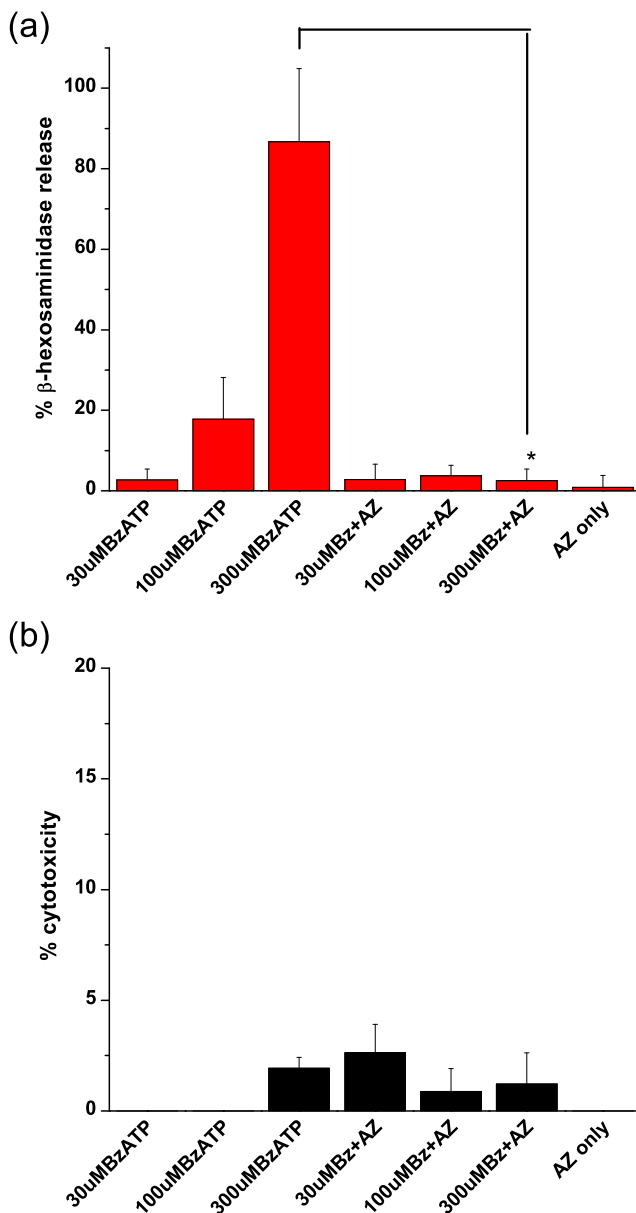 (a)
% β-hexosaminidase release
100
80
60
40
20
0
*
30uMBzATP
100uMBzATP
300uMBzATP
30uMBz+AZ
100uMBz+AZ
300uMBz+AZ
AZ only
(b)
% cytotoxicity
20
15
10
5
0
30uMBzATP
100uMBzATP
300uMBzATP
30uMBz+AZ
100uMBz+AZ
300uMBz+AZ
AZ only